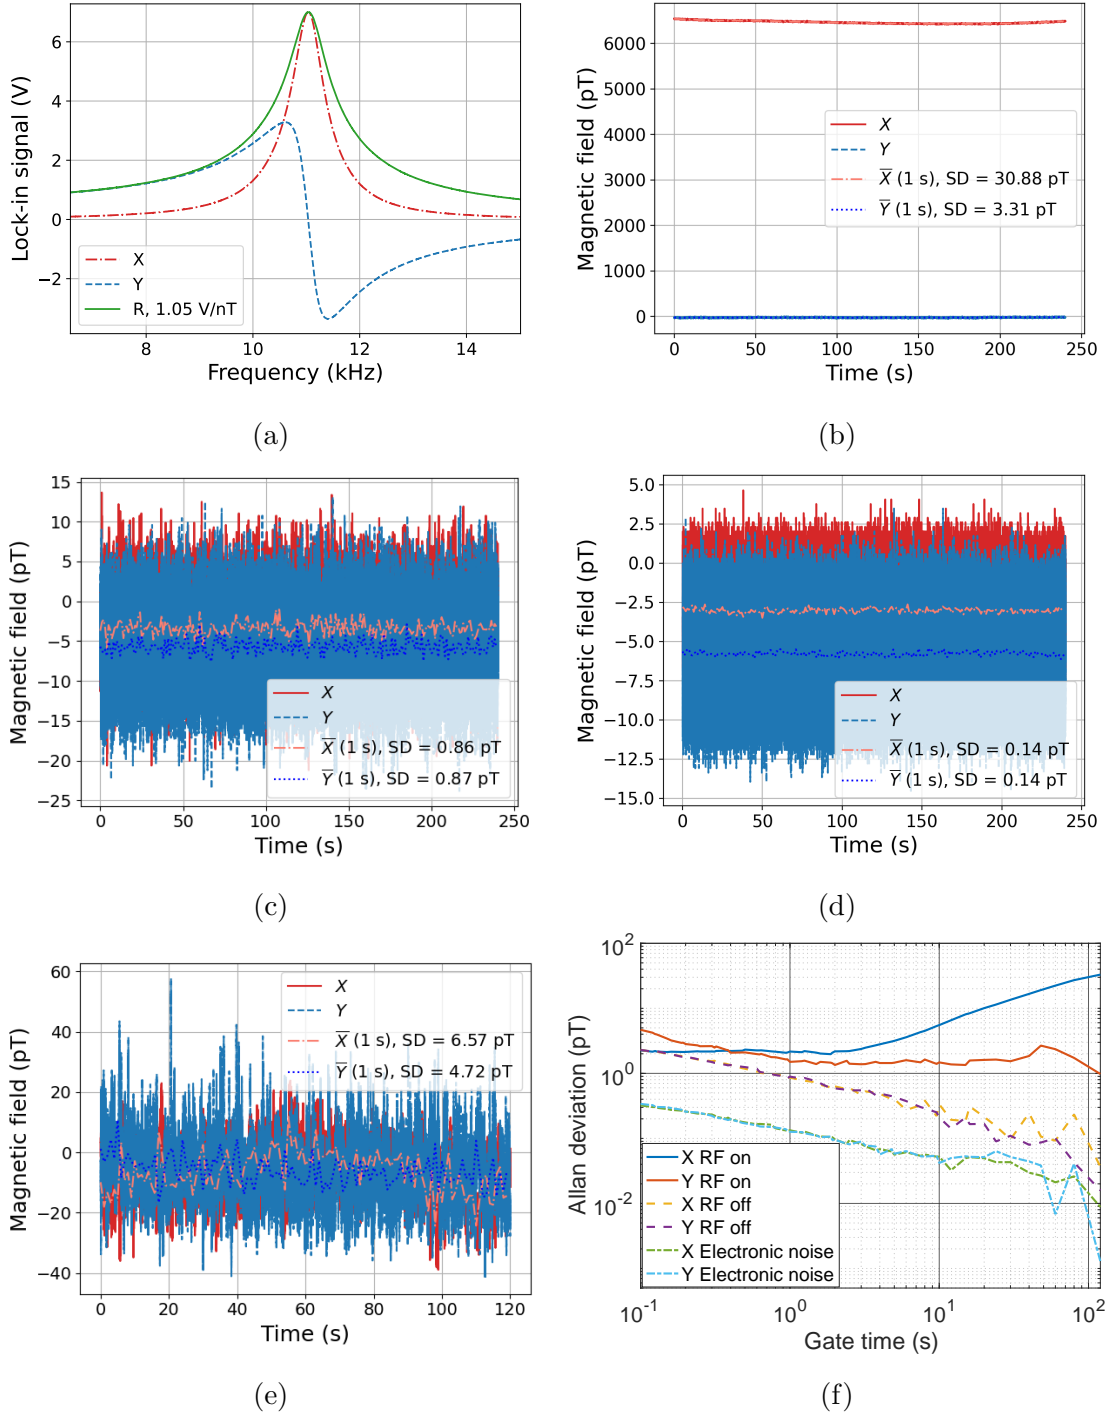 6
4
2
0
−2
Lock-in signal (V)
X
Y
R, 1.05 V/nT
8
10
12
14
Frequency (kHz)
(a)
6000
5000
4000
3000
2000
1000
0
Magnetic field (pT)
X
Y
X̅ (1 s), SD = 30.88 pT
Y̅ (1 s), SD = 3.31 pT
0
50
100
150
200
250
Time (s)
(b)
15
10
5
0
−5
−10
−15
−20
−25
Magnetic field (pT)
X
Y
X̅ (1 s), SD = 0.86 pT
Y̅ (1 s), SD = 0.87 pT
0
50
100
150
200
250
Time (s)
(c)
5.0
2.5
0.0
−2.5
−5.0
−7.5
−10.0
−12.5
−15.0
Magnetic field (pT)
X
Y
X̅ (1 s), SD = 0.14 pT
Y̅ (1 s), SD = 0.14 pT
0
50
100
150
200
250
Time (s)
(d)
60
40
20
0
−20
−40
Magnetic field (pT)
X
Y
X̅ (1 s), SD = 6.57 pT
Y̅ (1 s), SD = 4.72 pT
0
20
40
60
80
100
120
Time (s)
(e)
10²
10⁰
10⁻²
Allan deviation (pT)
X RF on
Y RF on
X RF off
Y RF off
X Electronic noise
Y Electronic noise
10⁻¹
10⁰
10¹
10²
Gate time (s)
(f)